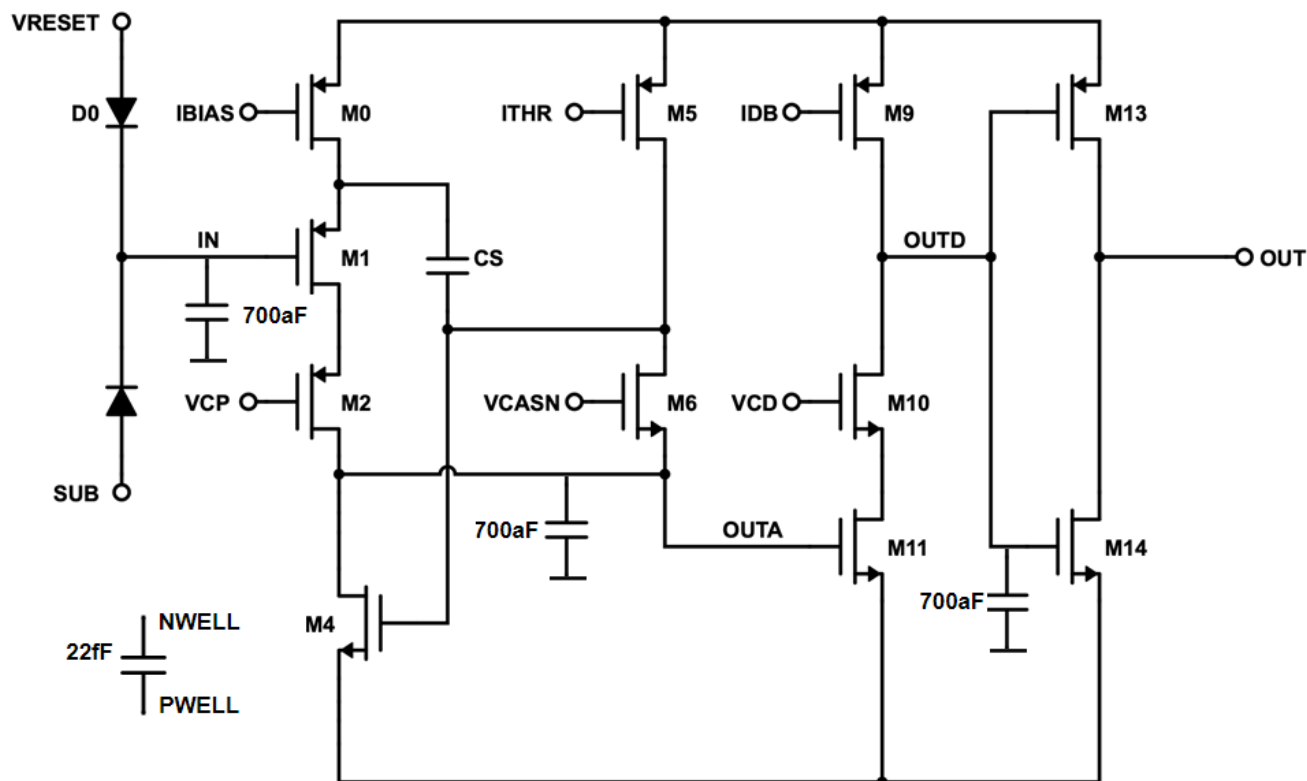 VRESET
D0
IBIAS
M0
ITHR
M5
IDB
M9
M13
IN
M1
CS
OUTD
OUT
700aF
VCP
M2
VCASN
M6
VCD
M10
SUB
700aF
OUTA
M11
M14
700aF
M4
NWELL
22fF
PWELL